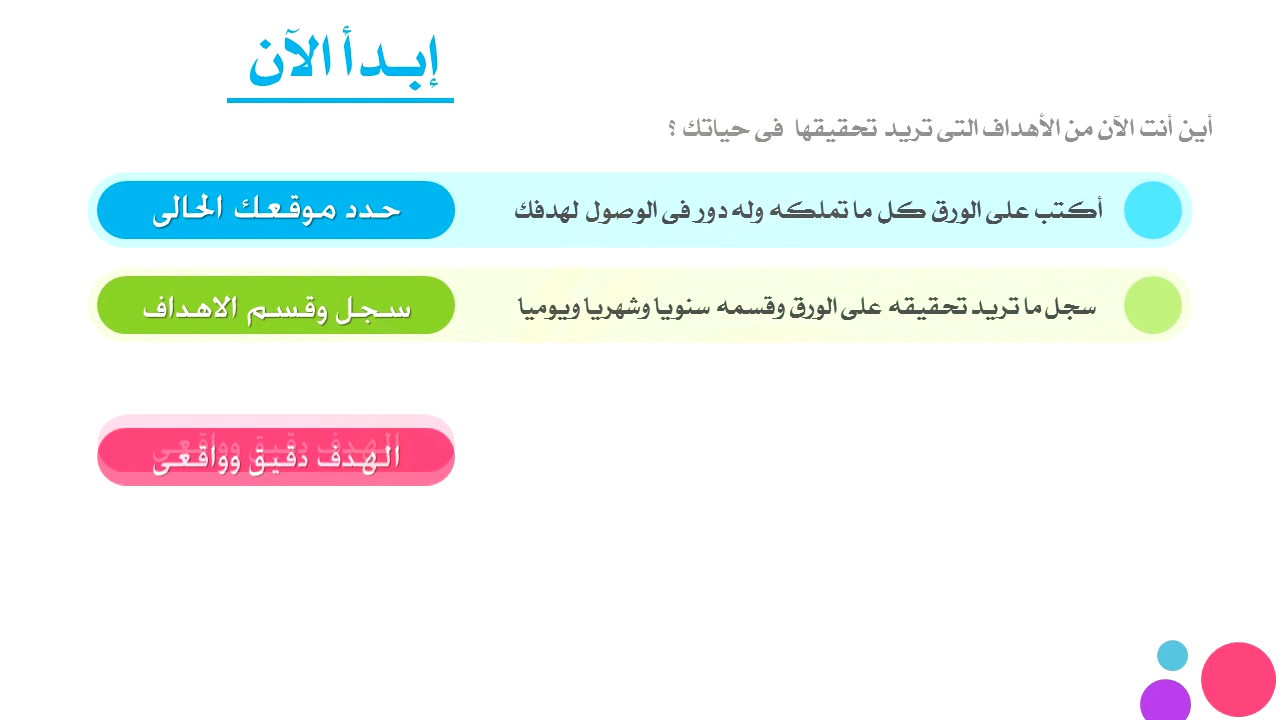 إبدأ الآن
أين أنت الآن من الأهداف التى تريد تحقيقها فى حياتك ؟
أكتب على الورق كل ما تملكه وله دور فى الوصول لهدفك
حدد موقعك الحالى
سجل ما تريد تحقيقه على الورق وقسمه سنويا وشهريا ويوميا
سجل وقسم الاهداف
الهدف دقيق وواقعى